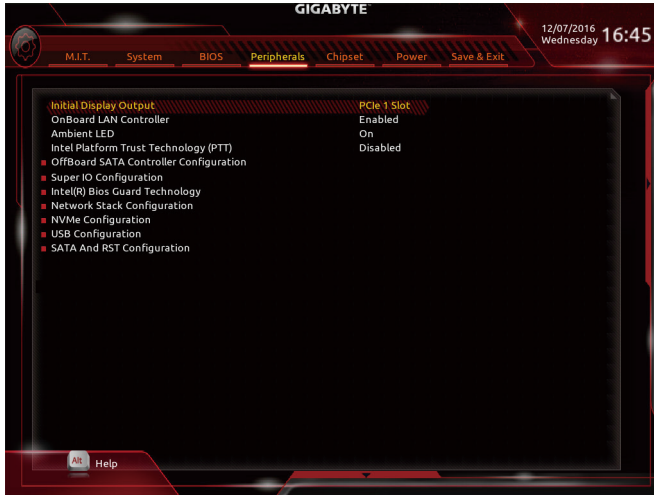 GIGABYTE
12/07/2016 Wednesday 16:45
M.I.T. System BIOS Peripherals Chipset Power Save & Exit
Initial Display Output PCIe 1 Slot
OnBoard LAN Controller Enabled
Ambient LED On
Intel Platform Trust Technology (PTT) Disabled
OffBoard SATA Controller Configuration
Super IO Configuration
Intel(R) Bios Guard Technology
Network Stack Configuration
NVMe Configuration
USB Configuration
SATA And RST Configuration
Alt Help